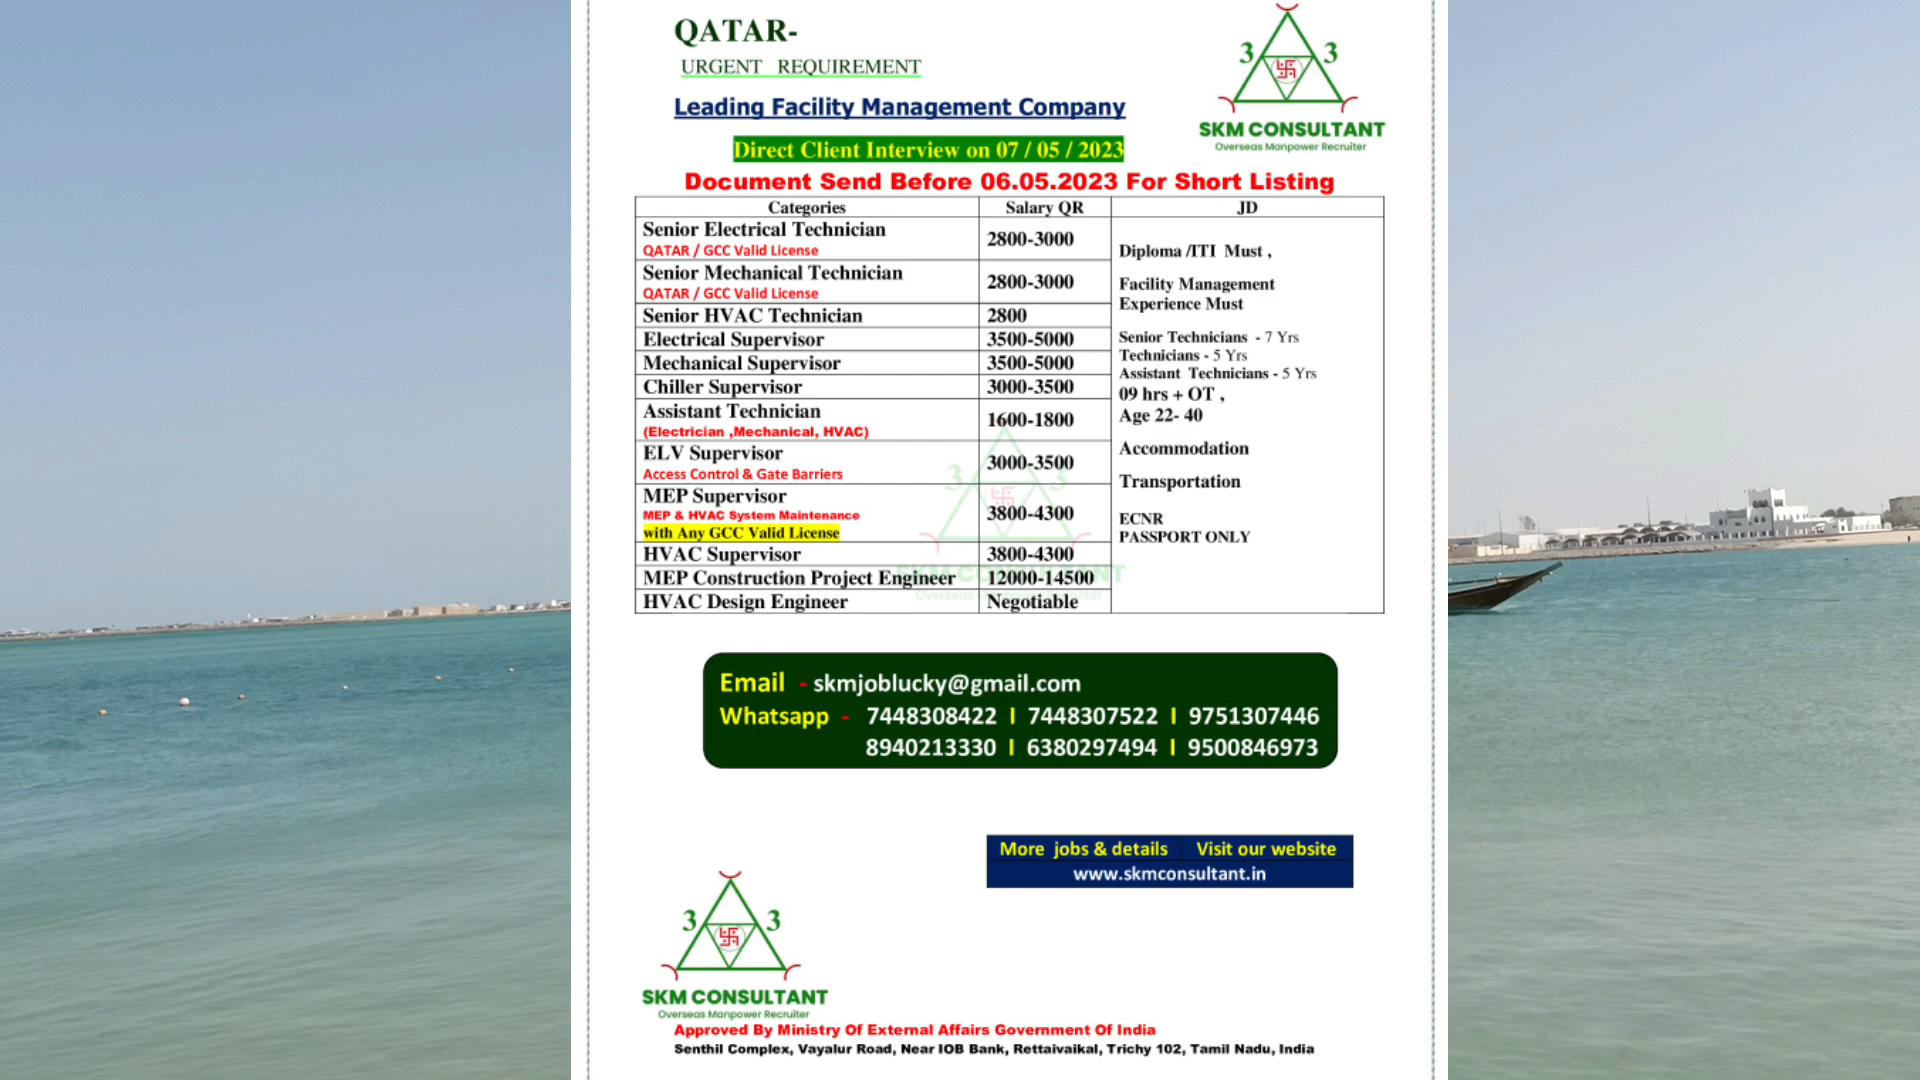 QATAR-
URGENT REQUIREMENT
Leading Facility Management Company
Direct Client Interview on 07 / 05 / 2023
3 3
SKM CONSULTANT
Overseas Manpower Recruiter
Document Send Before 06.05.2023 For Short Listing
Categories Salary QR JD
Senior Electrical Technician
QATAR / GCC Valid License
2800-3000
Senior Mechanical Technician
QATAR / GCC Valid License
2800-3000
Senior HVAC Technician 2800
Electrical Supervisor 3500-5000
Mechanical Supervisor 3500-5000
Chiller Supervisor 3000-3500
Assistant Technician
(Electrician ,Mechanical, HVAC)
1600-1800
ELV Supervisor
Access Control & Gate Barriers
3000-3500
MEP Supervisor
MEP & HVAC System Maintenance
with Any GCC Valid License
3800-4300
HVAC Supervisor 3800-4300
MEP Construction Project Engineer 12000-14500
HVAC Design Engineer Negotiable
Diploma /ITI Must ,
Facility Management
Experience Must
Senior Technicians - 7 Yrs
Technicians - 5 Yrs
Assistant Technicians - 5 Yrs
09 hrs + OT ,
Age 22- 40
Accommodation
Transportation
ECNR
PASSPORT ONLY
3 3
SKM CONSULTANT
Overseas Manpower Recruiter
Email - skmjoblucky@gmail.com
Whatsapp - 7448308422 I 7448307522 I 9751307446
8940213330 I 6380297494 I 9500846973
More jobs & details Visit our website
www.skmconsultant.in
3 3
SKM CONSULTANT
Overseas Manpower Recruiter
Approved By Ministry Of External Affairs Government Of India
Senthil Complex, Vayalur Road, Near IOB Bank, Rettaivaikal, Trichy 102, Tamil Nadu, India